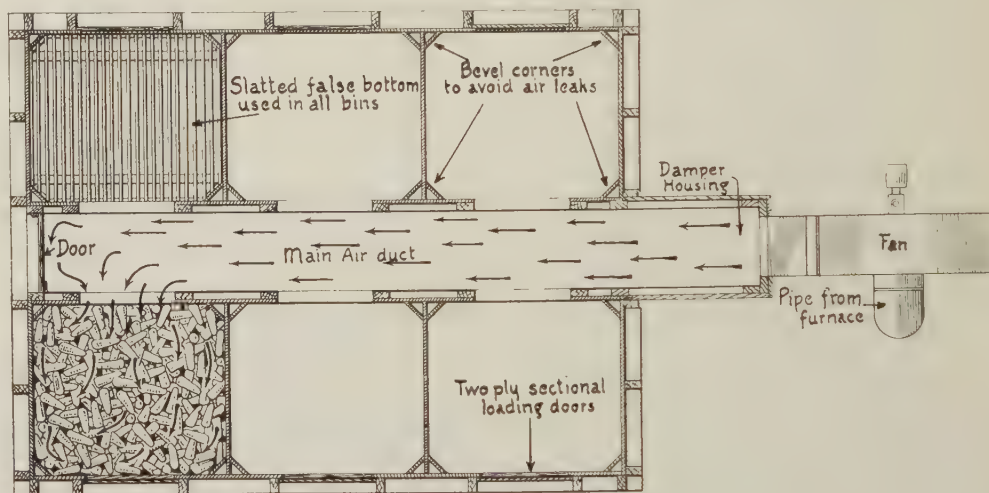 Slatted false bottom
used in all bins
Bevel corners
to avoid air leaks
Damper
Housing
Door
Main Air duct
Fan
Pipe from
furnace
Two ply sectional
loading doors